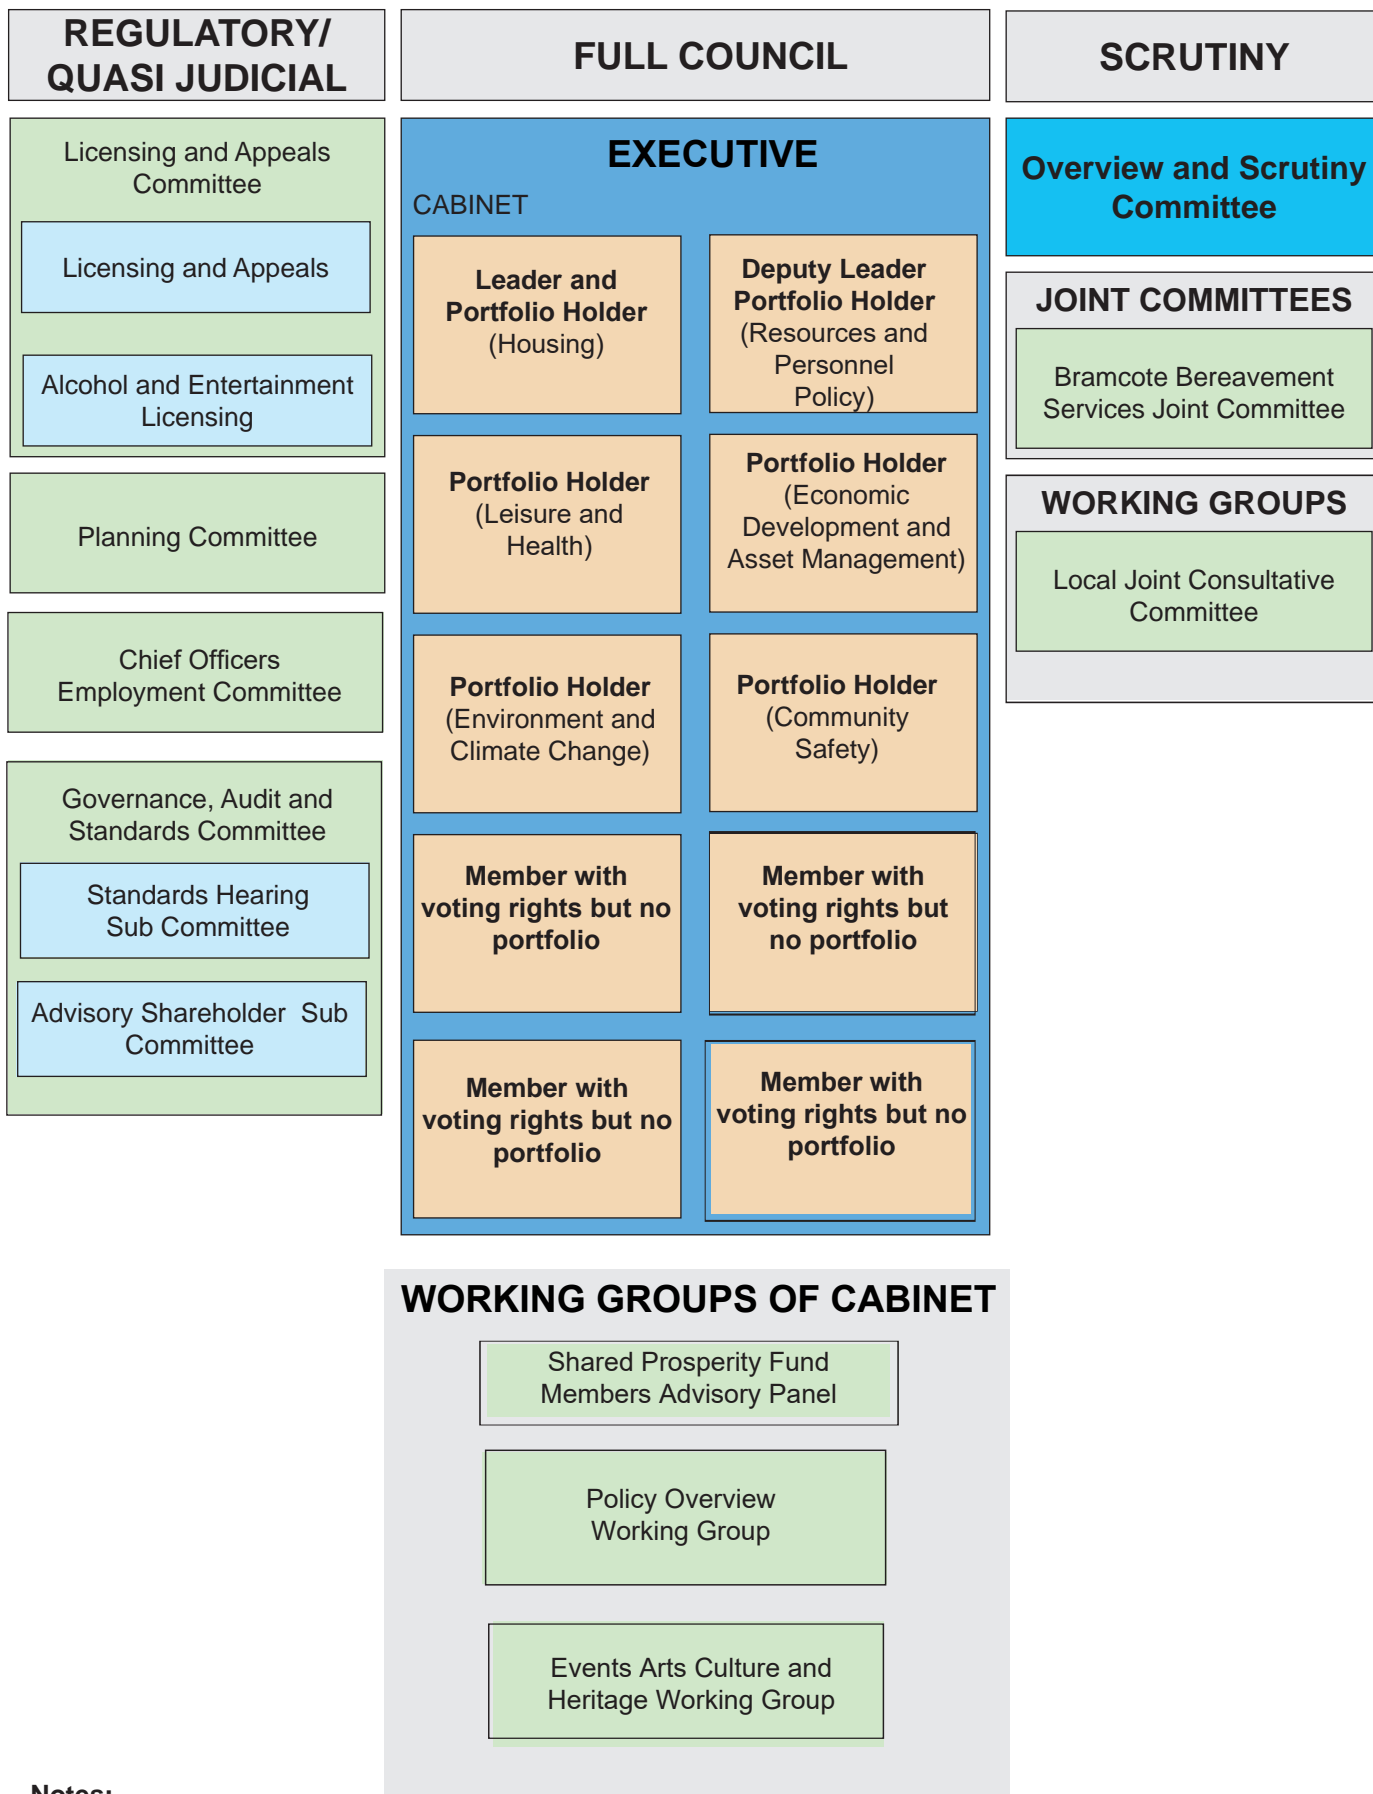 REGULATORY/
QUASI JUDICIAL
Licensing and Appeals
Committee
Licensing and Appeals
Alcohol and Entertainment
Licensing
Planning Committee
Chief Officers
Employment Committee
Governance, Audit and
Standards Committee
Standards Hearing
Sub Committee
Advisory Shareholder Sub
Committee
FULL COUNCIL
EXECUTIVE
CABINET
Leader and
Portfolio Holder
(Housing)
Deputy Leader
Portfolio Holder
(Resources and
Personnel
Policy)
Portfolio Holder
(Leisure and
Health)
Portfolio Holder
(Economic
Development and
Asset Management)
Portfolio Holder
(Environment and
Climate Change)
Portfolio Holder
(Community
Safety)
Member with
voting rights but no
portfolio
Member with
voting rights but
no portfolio
Member with
voting rights but no
portfolio
Member with
voting rights but no
portfolio
WORKING GROUPS OF CABINET
Shared Prosperity Fund
Members Advisory Panel
Policy Overview
Working Group
Events Arts Culture and
Heritage Working Group
SCRUTINY
Overview and Scrutiny
Committee
JOINT COMMITTEES
Bramcote Bereavement
Services Joint Committee
WORKING GROUPS
Local Joint Consultative
Committee
Notes: